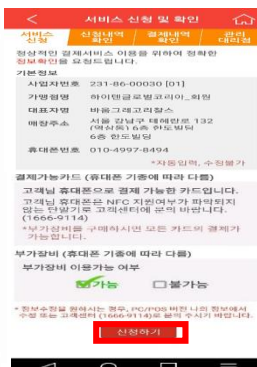 서비스 신청 및 확인
서비스 신청
신청내역 확인
결제내역 확인
관리 대리점
정상적인 결제서비스 이용을 위하여 정확한
정보확인을 요청드립니다.
기본정보
사업자번호 231-86-00030 [01]
가맹점명 하이텐글로벌코리아_회원
대표자명 바움그래고리찰스
매장주소 서울 강남구 테헤란로 132
(역삼동) 6층 한도빌딩
6층 한도빌딩
휴대폰번호 010-4997-8494
*자동입력, 수정불가
결제가능카드 (휴대폰 기종에 따라 다름)
고객님 휴대폰으로 결제 가능한 카드입니다.
고객님 휴대폰은 NFC 지원여부가 파악되지
않는 단말기로 고객센터에 문의 바랍니다.
(1666-9114)
*부가장비를 구매하시면 모든 카드의 결제가
가능합니다.
부가장비 (휴대폰 기종에 따라 다름)
부가장비 이용가능 여부
가능 불가능
* 정보수정을 원하시는 경우, PC/POS 버전 나의 정보에서
수정 또는 고객센터 (1666-9114)로 문의 주시기 바랍니다.
신청하기